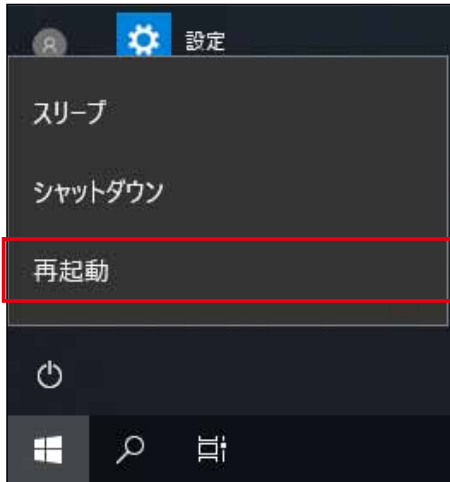 設定
スリープ
シャットダウン
再起動